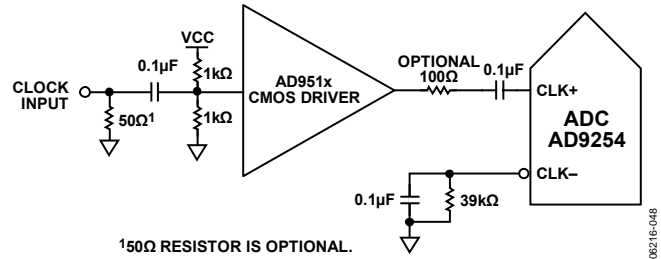 VCC
0.1µF
1kΩ
CLOCK
INPUT
50Ω1
1kΩ
AD951x
CMOS DRIVER
OPTIONAL
100Ω
0.1µF
CLK+
ADC
AD9254
CLK–
0.1µF
39kΩ
150Ω RESISTOR IS OPTIONAL.
06216-048